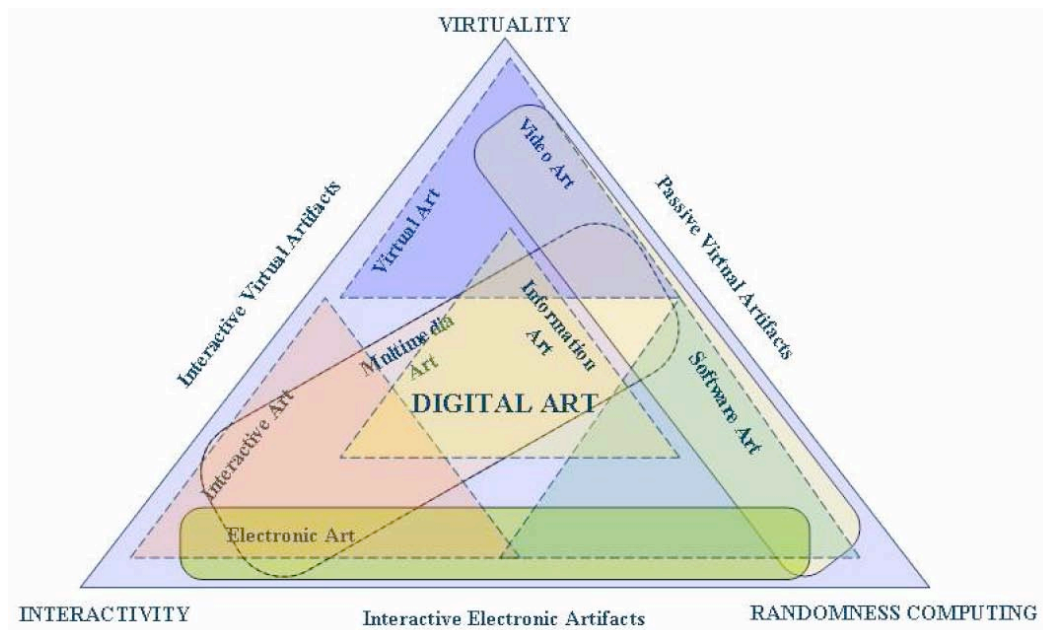 VIRTUALITY
Video Art
Virtual Art
Interactive Virtual Artifacts
Passive Virtual Artifacts
Information
Art
Multimedia
Art
DIGITAL ART
Software Art
Interactive Art
Electronic Art
INTERACTIVITY
Interactive Electronic Artifacts
RANDOMNESS COMPUTING